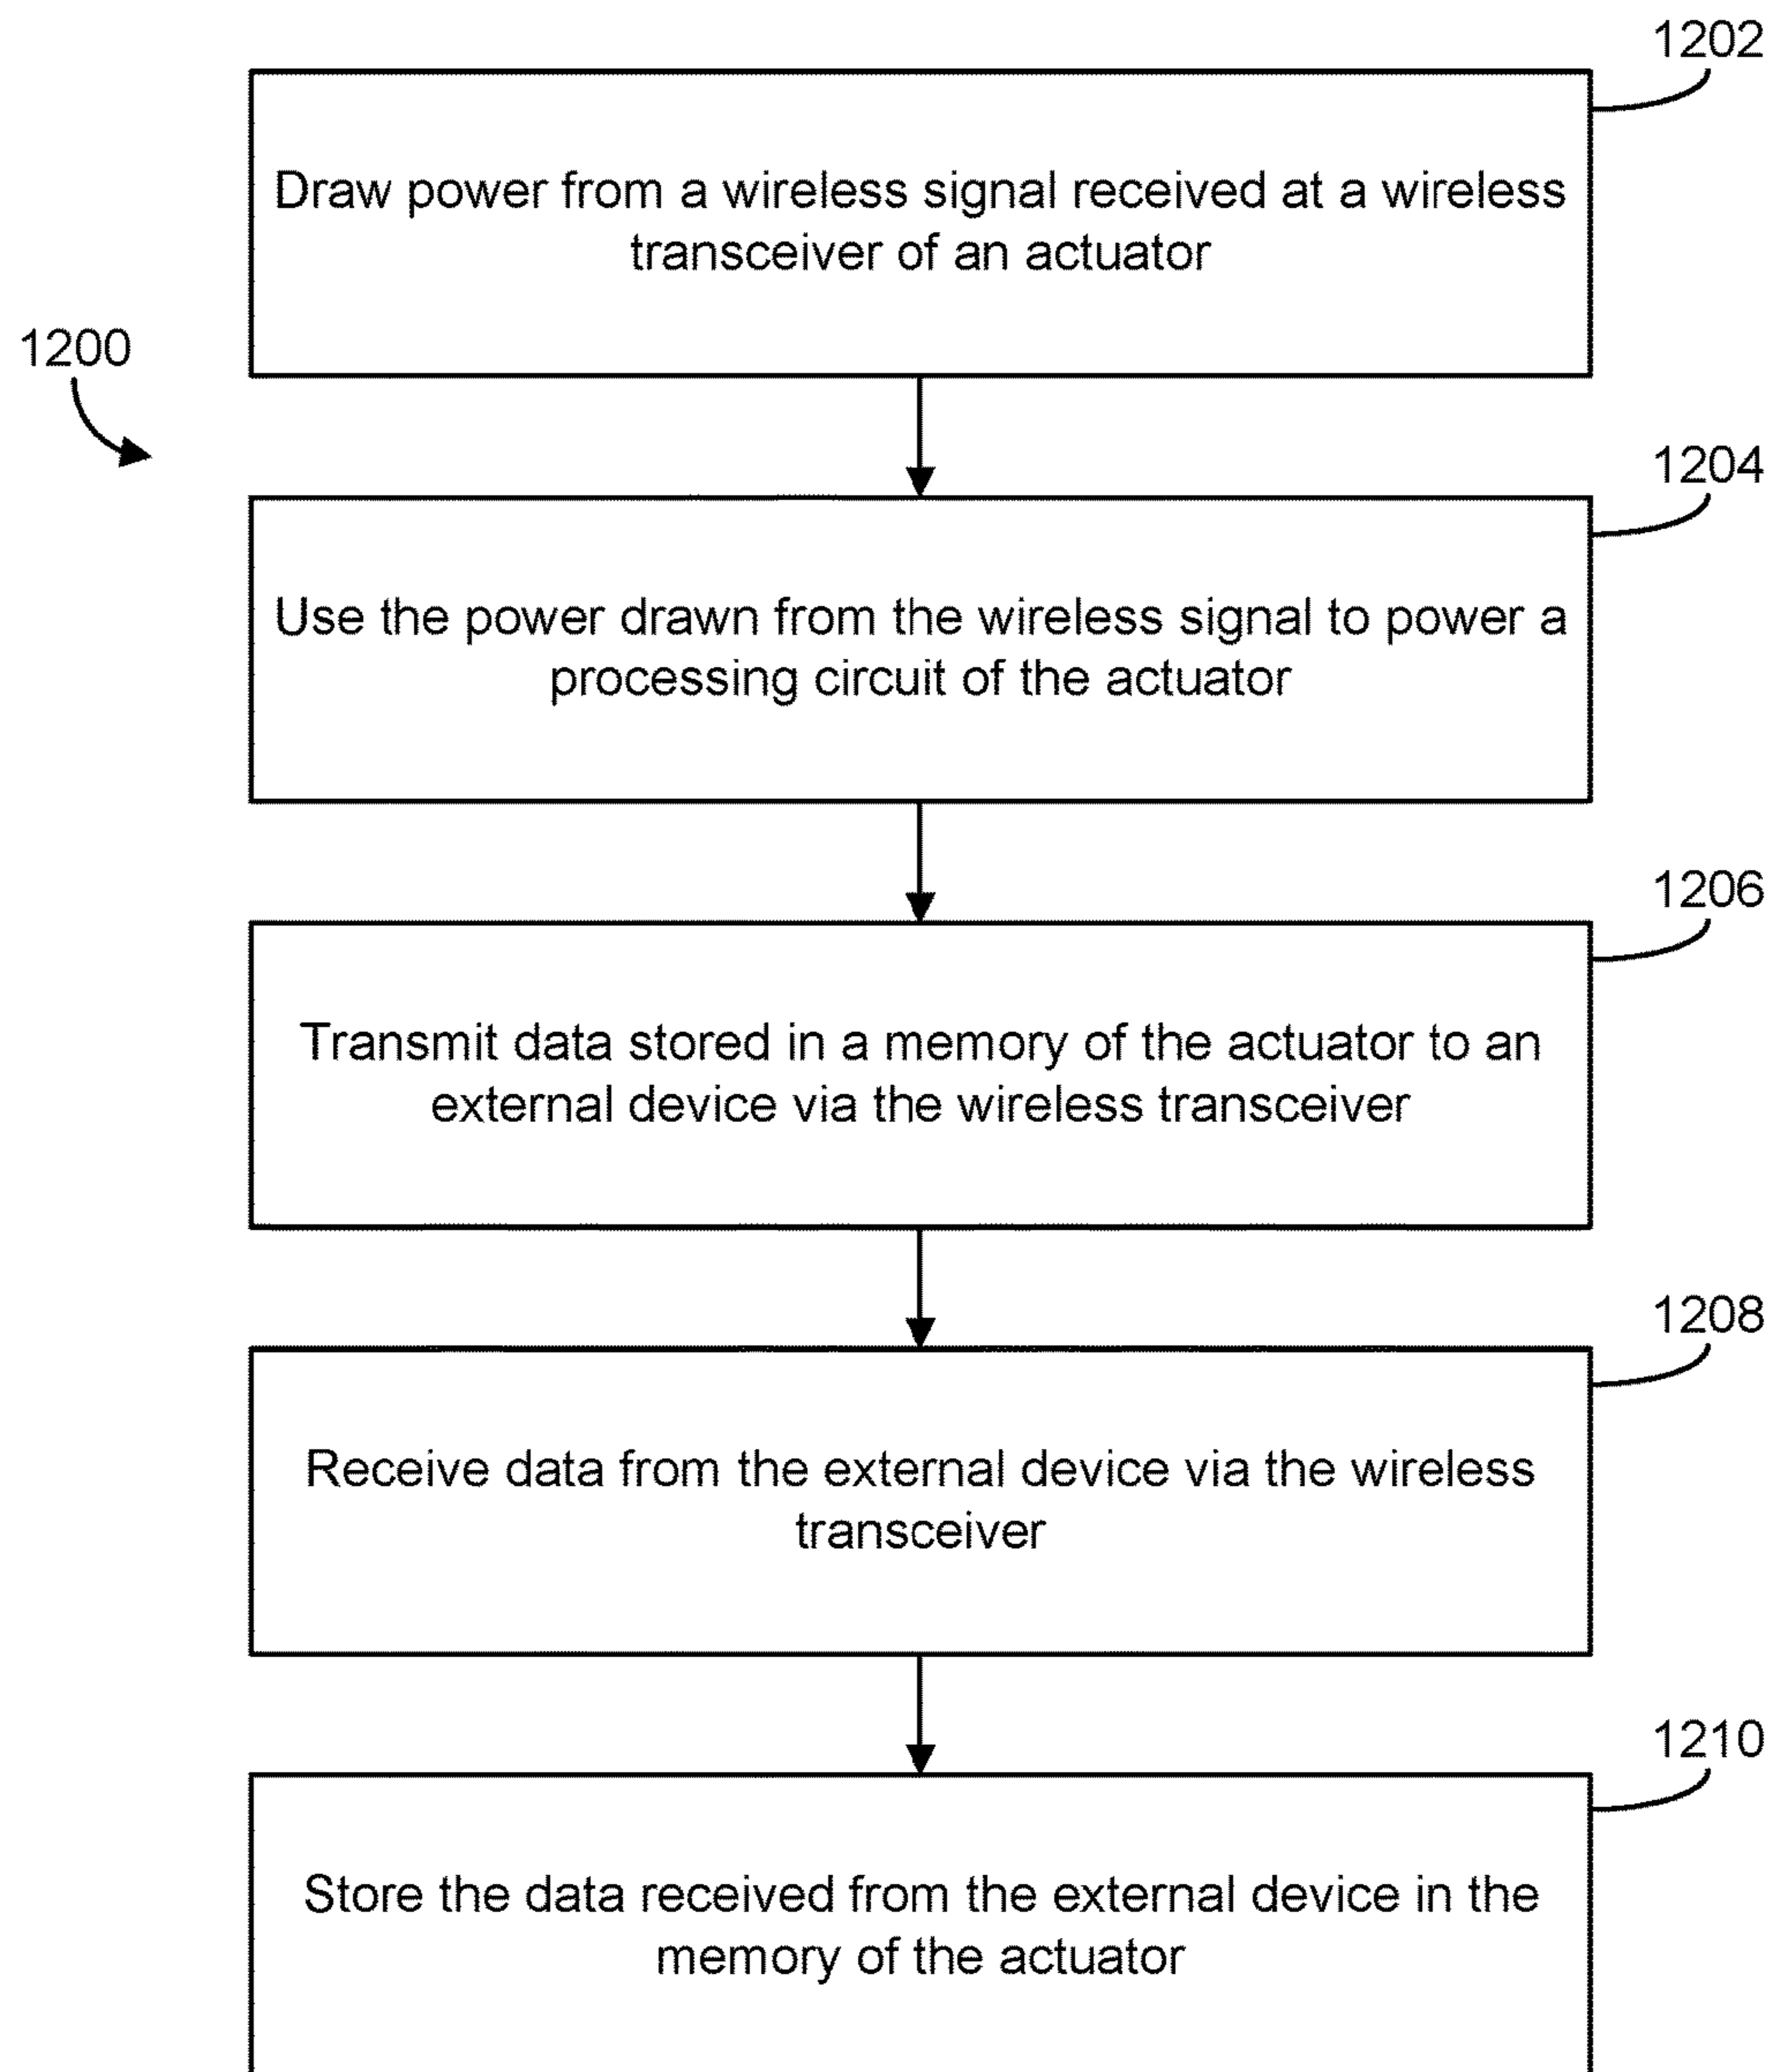 1202
Draw power from a wireless signal received at a wireless
transceiver of an actuator
1200
1204
Use the power drawn from the wireless signal to power a
processing circuit of the actuator
1206
Transmit data stored in a memory of the actuator to an
external device via the wireless transceiver
1208
Receive data from the external device via the wireless
transceiver
1210
Store the data received from the external device in the
memory of the actuator